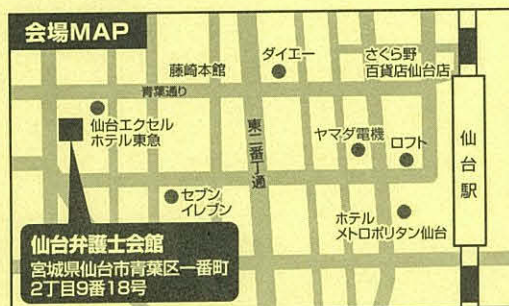 会場MAP
ダイエー
さくら野
百貨店仙台店
藤崎本館
青葉通り
仙台エクセル
ホテル東急
東二番丁通
ヤマダ電機
ロフト
仙台駅
セブン
イレブン
ホテル
メトロポリタン仙台
仙台弁護士会館
宮城県仙台市青葉区一番町
2丁目9番18号